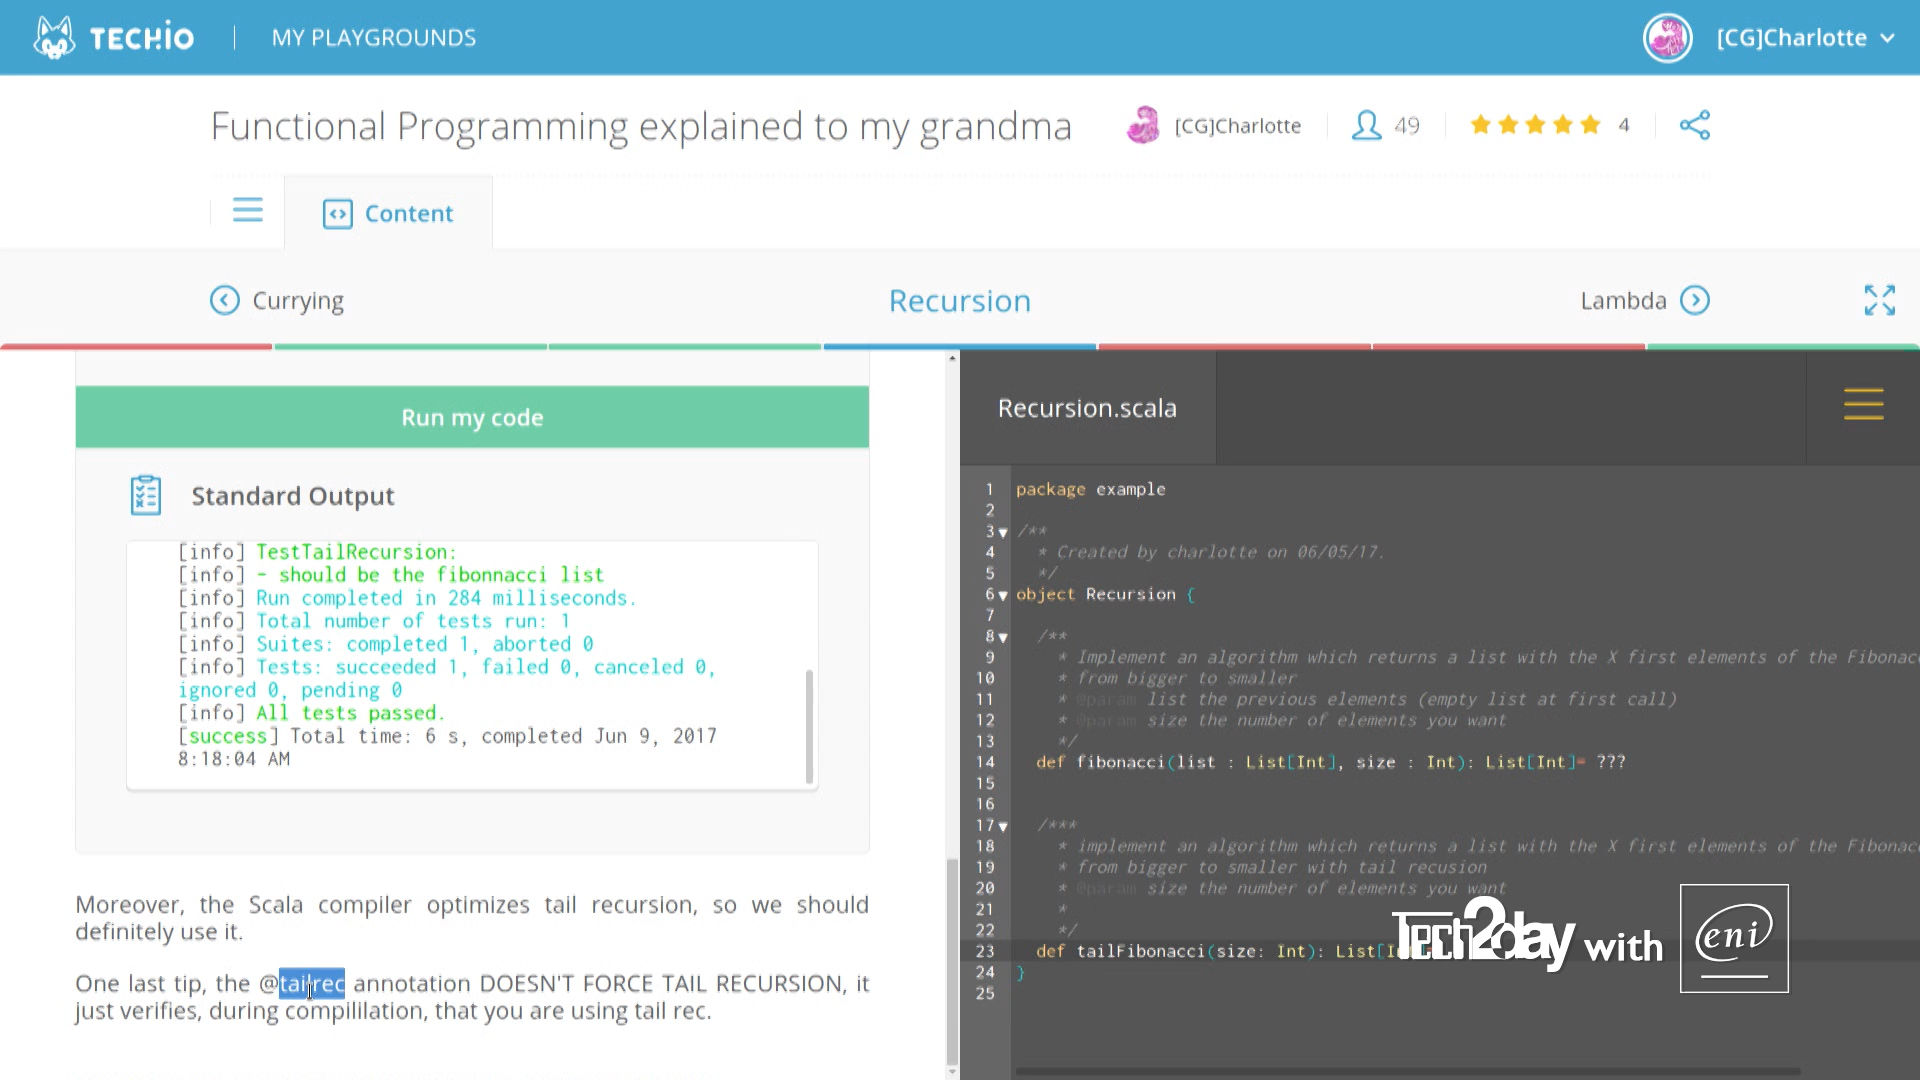 TECH.IO
MY PLAYGROUNDS
[CG]Charlotte
Functional Programming explained to my grandma
[CG]Charlotte
49
4
Content
Currying
Recursion
Lambda
Run my code
Standard Output
[info] TestTailRecursion:
[info] - should be the fibonnacci list
[info] Run completed in 284 milliseconds.
[info] Total number of tests run: 1
[info] Suites: completed 1, aborted 0
[info] Tests: succeeded 1, failed 0, canceled 0,
ignored 0, pending 0
[info] All tests passed.
[success] Total time: 6 s, completed Jun 9, 2017
8:18:04 AM
Moreover, the Scala compiler optimizes tail recursion, so we should
definitely use it.
One last tip, the @tailrec annotation DOESN'T FORCE TAIL RECURSION, it
just verifies, during compililation, that you are using tail rec.
Recursion.scala
1 package example
2
3 /**
4 * Created by charlotte on 06/05/17.
5 */
6 object Recursion {
7
8 /**
9 * Implement an algorithm which returns a list with the X first elements of the Fibonac
10 * from bigger to smaller
11 * @param list the previous elements (empty list at first call)
12 * @param size the number of elements you want
13 */
14 def fibonacci(list : List[Int], size : Int): List[Int]= ???
15
16
17 /***
18 * implement an algorithm which returns a list with the X first elements of the Fibonac
19 * from bigger to smaller with tail recusion
20 * @param size the number of elements you want
21 *
22 */
23 def tailFibonacci(size: Int): List[I
24 }
25
Tech2day with eni